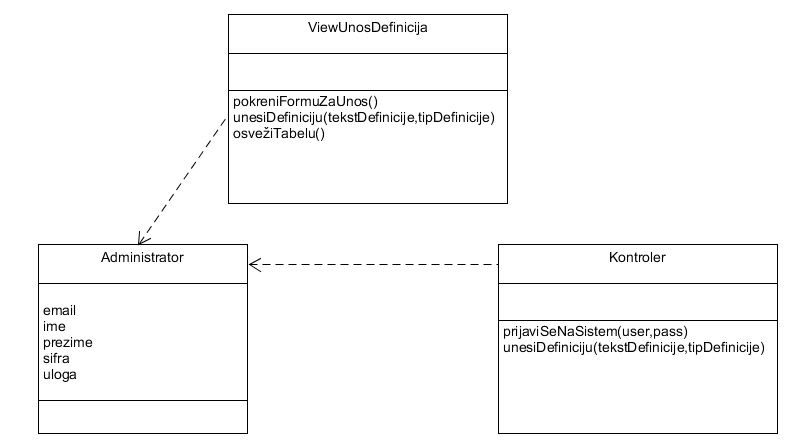 ViewUnosDefinicija
pokreniFormuZaUnos()
unesiDefiniciju(tekstDefinicije,tipDefinicije)
osvežiTabelu()
Administrator
email
ime
prezime
sifra
uloga
Kontroler
prijaviSeNaSistem(user,pass)
unesiDefiniciju(tekstDefinicije,tipDefinicije)